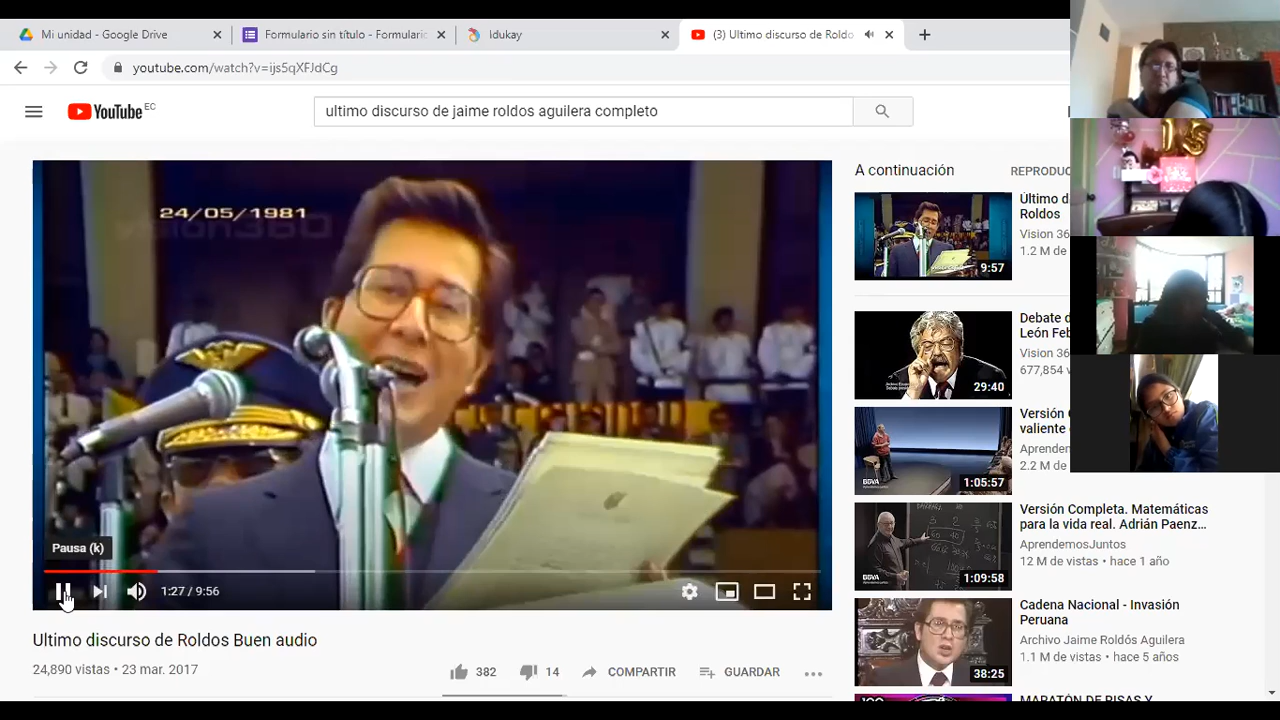 Mi unidad - Google Drive
Formulario sin título - Formulario
Idukay
(3) Ultimo discurso de Roldo
youtube.com/watch?v=ijs5qXFJdCg
YouTube EC
ultimo discurso de jaime roldos aguilera completo
24/05/1981
15
Pausa (k)
1:27 / 9:56
Ultimo discurso de Roldos Buen audio
24,890 vistas • 23 mar. 2017
382
14
COMPARTIR
GUARDAR
A continuación
REPRODUC
Último d
Roldos
Vision 36
1.2 M de
9:57
Debate d
León Feb
Vision 36
677,854 v
29:40
Versión C
valiente
Aprende
2.2 M de
BBVA
1:05:57
Versión Completa. Matemáticas
para la vida real. Adrián Paenz...
AprendemosJuntos
12 M de vistas • hace 1 año
BBVA
1:09:58
Cadena Nacional - Invasión
Peruana
Archivo Jaime Roldós Aguilera
1.1 M de vistas • hace 5 años
38:25
MARATÓN DE RISAS Y